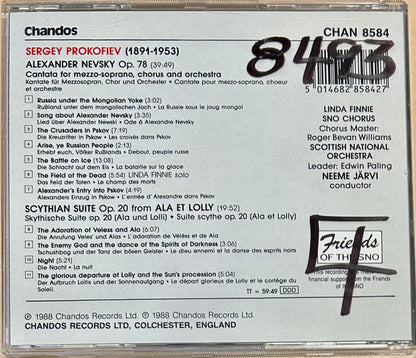 Chandos
CHAN 8584
8493
SERGEY PROKOFIEV (1891-1953)
ALEXANDER NEVSKY Op. 78 (39:49)
Cantata for mezzo-soprano, chorus and orchestra
Kantate für Mezzosopran, Chor und Orchester • Cantate pour mezzo-soprano, choeur
et orchestre
1 Russia under the Mongolian Yoke (3:02)
Rußland unter dem mongolischen Joch • La Russie sous le joug mongol
2 Song about Alexander Nevsky (3:35)
Lied über Alexander Newski • Ode à Alexandre Nevski
3 The Crusaders in Pskov (7:19)
Die Kreuzritter in Pskov • Les croisés dans Pskov
4 Arise, ye Russian People (2:13)
Erhebt euch, Völker Rußlands • Debout, peuple russe
5 The Battle on Ice (13:08)
Die Schlacht auf dem Eis • La bataille sur la glace
6 The Field of the Dead (5:54) LINDA FINNIE solo
Das Feld der Toten • Le champ des morts
7 Alexander's Entry into Pskov (4:11)
Alexanders Einzug in Pskov • L'entrée d'Alexandre dans Pskov
SCYTHIAN SUITE Op. 20 from ALA ET LOLLY (19:52)
Skythische Suite op. 20 (Ala und Lolli) • Suite scythe op. 20 (Ala et Lolly)
8 The Adoration of Veless and Ala (6:07)
Die Anrufung Veles' und Alas • L'adoration de Vélèss et de Ala
9 The Enemy God and the dance of the Spirits of Darkness (3:06)
Tschushbog und der Tanz der bösen Geister • Le dieu ennemi et la danse des esprits noirs
10 Night (5:21)
Die Nacht • La nuit
11 The glorious departure of Lolly and the Sun's procession (5:04)
Der Aufbruch Lollis und der Sonnenaufgang • Le départ glorieux de Lolly et le cortège du
Soleil.
TT = 59:49 DDD
5 014682 858427
LINDA FINNIE
SNO CHORUS
Chorus Master:
Roger Bevan Williams
SCOTTISH NATIONAL
ORCHESTRA
Leader: Edwin Paling
NEEME JÄRVI
conductor
4
Friends
OF THE SNO
This recording
financial support from the Friends
of the SNO
℗ 1988 Chandos Records Ltd. © 1988 Chandos Records Ltd.
CHANDOS RECORDS LTD, COLCHESTER, ENGLAND